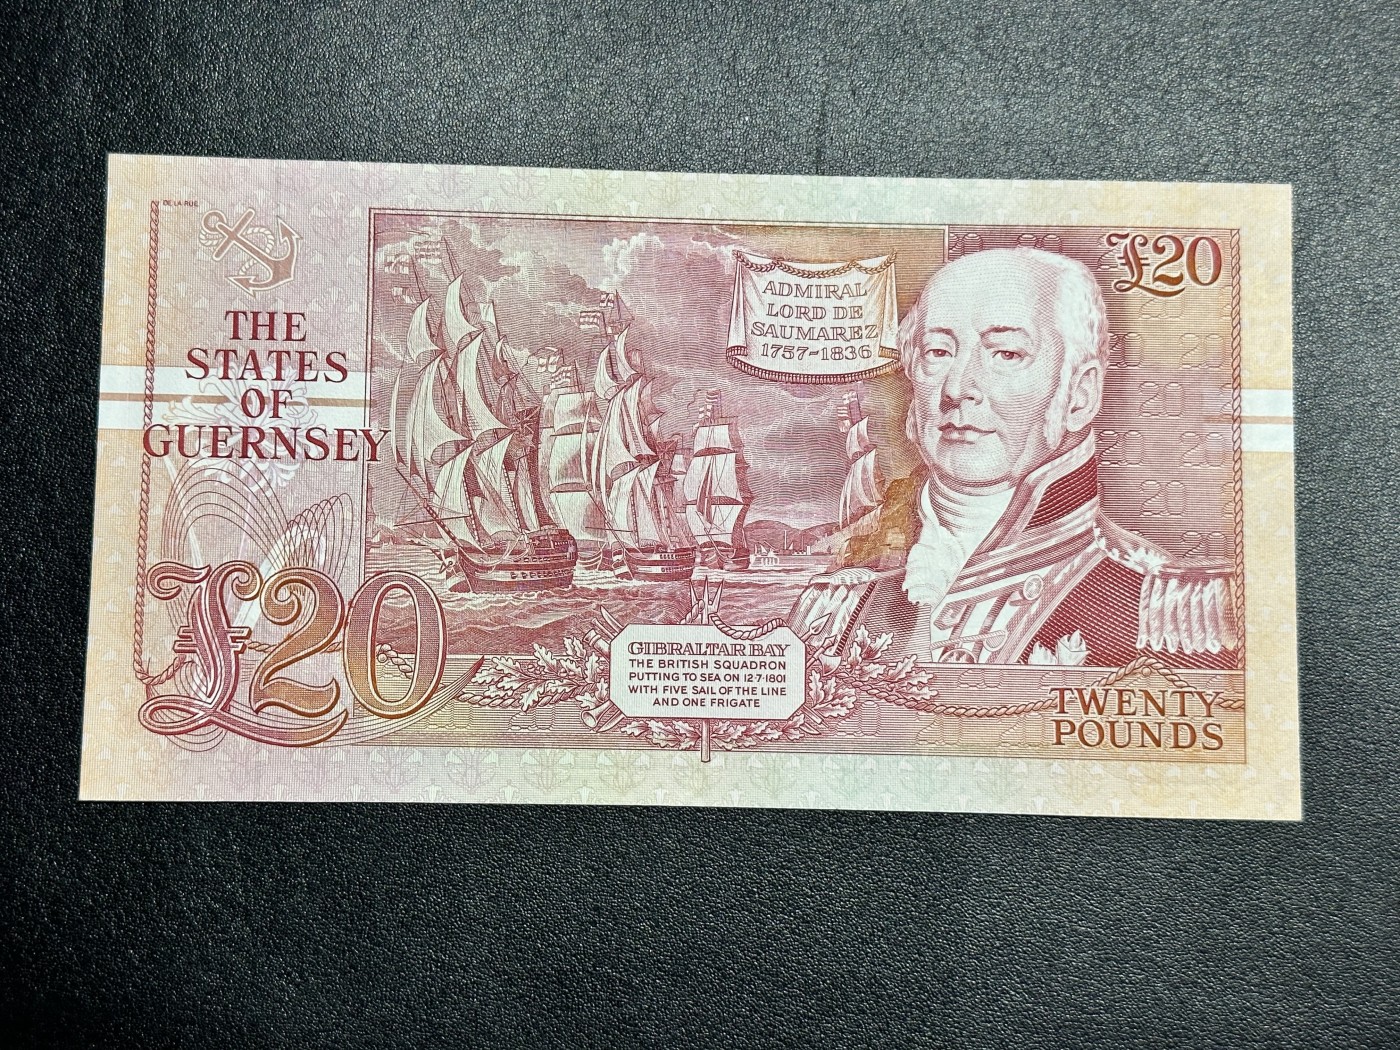 DE LA RUE
THE
STATES
OF
GUERNSEY
£20
ADMIRAL
LORD DE
SAUMAREZ
1757-1836
£20
GIBRALTAR BAY
THE BRITISH SQUADRON
PUTTING TO SEA ON 12·7·1801
WITH FIVE SAIL OF THE LINE
AND ONE FRIGATE
TWENTY
POUNDS